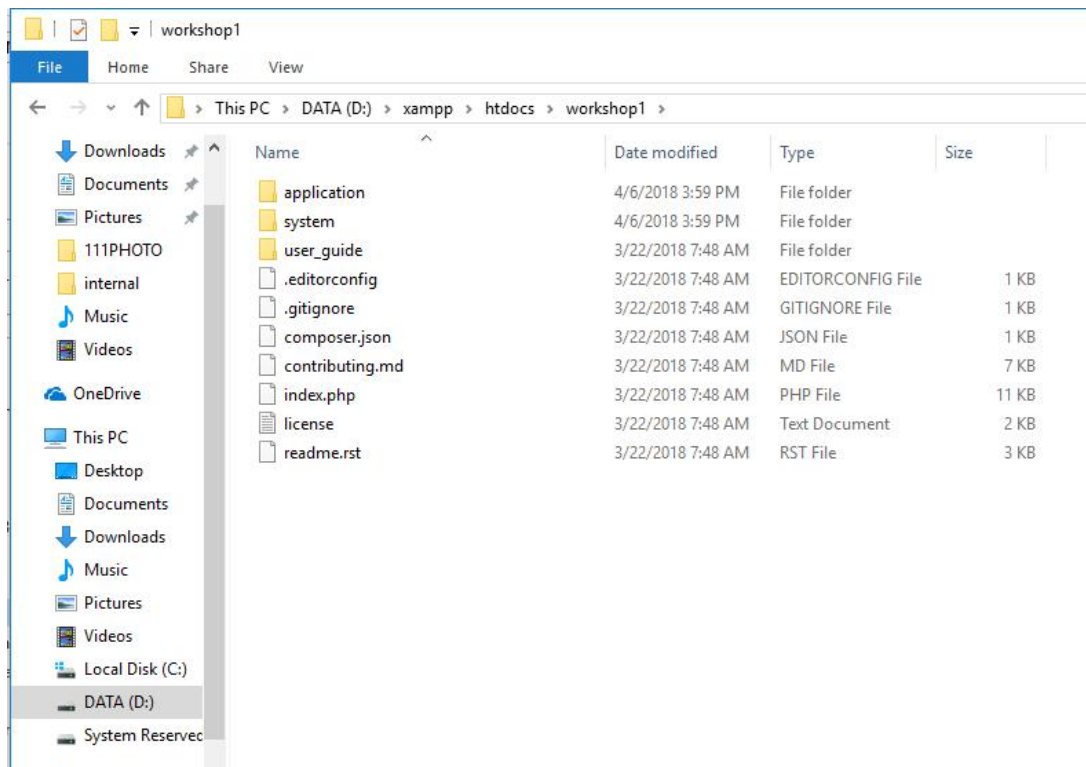 workshop1
File Home Share View
This PC > DATA (D:) > xampp > htdocs > workshop1 >
Name Date modified Type Size
Downloads
Documents
Pictures
111PHOTO
internal
Music
Videos
OneDrive
This PC
Desktop
Documents
Downloads
Music
Pictures
Videos
Local Disk (C:)
DATA (D:)
System Reserved
application 4/6/2018 3:59 PM File folder
system 4/6/2018 3:59 PM File folder
user_guide 3/22/2018 7:48 AM File folder
.editorconfig 3/22/2018 7:48 AM EDITORCONFIG File 1 KB
.gitignore 3/22/2018 7:48 AM GITIGNORE File 1 KB
composer.json 3/22/2018 7:48 AM JSON File 1 KB
contributing.md 3/22/2018 7:48 AM MD File 7 KB
index.php 3/22/2018 7:48 AM PHP File 11 KB
license 3/22/2018 7:48 AM Text Document 2 KB
readme.rst 3/22/2018 7:48 AM RST File 3 KB